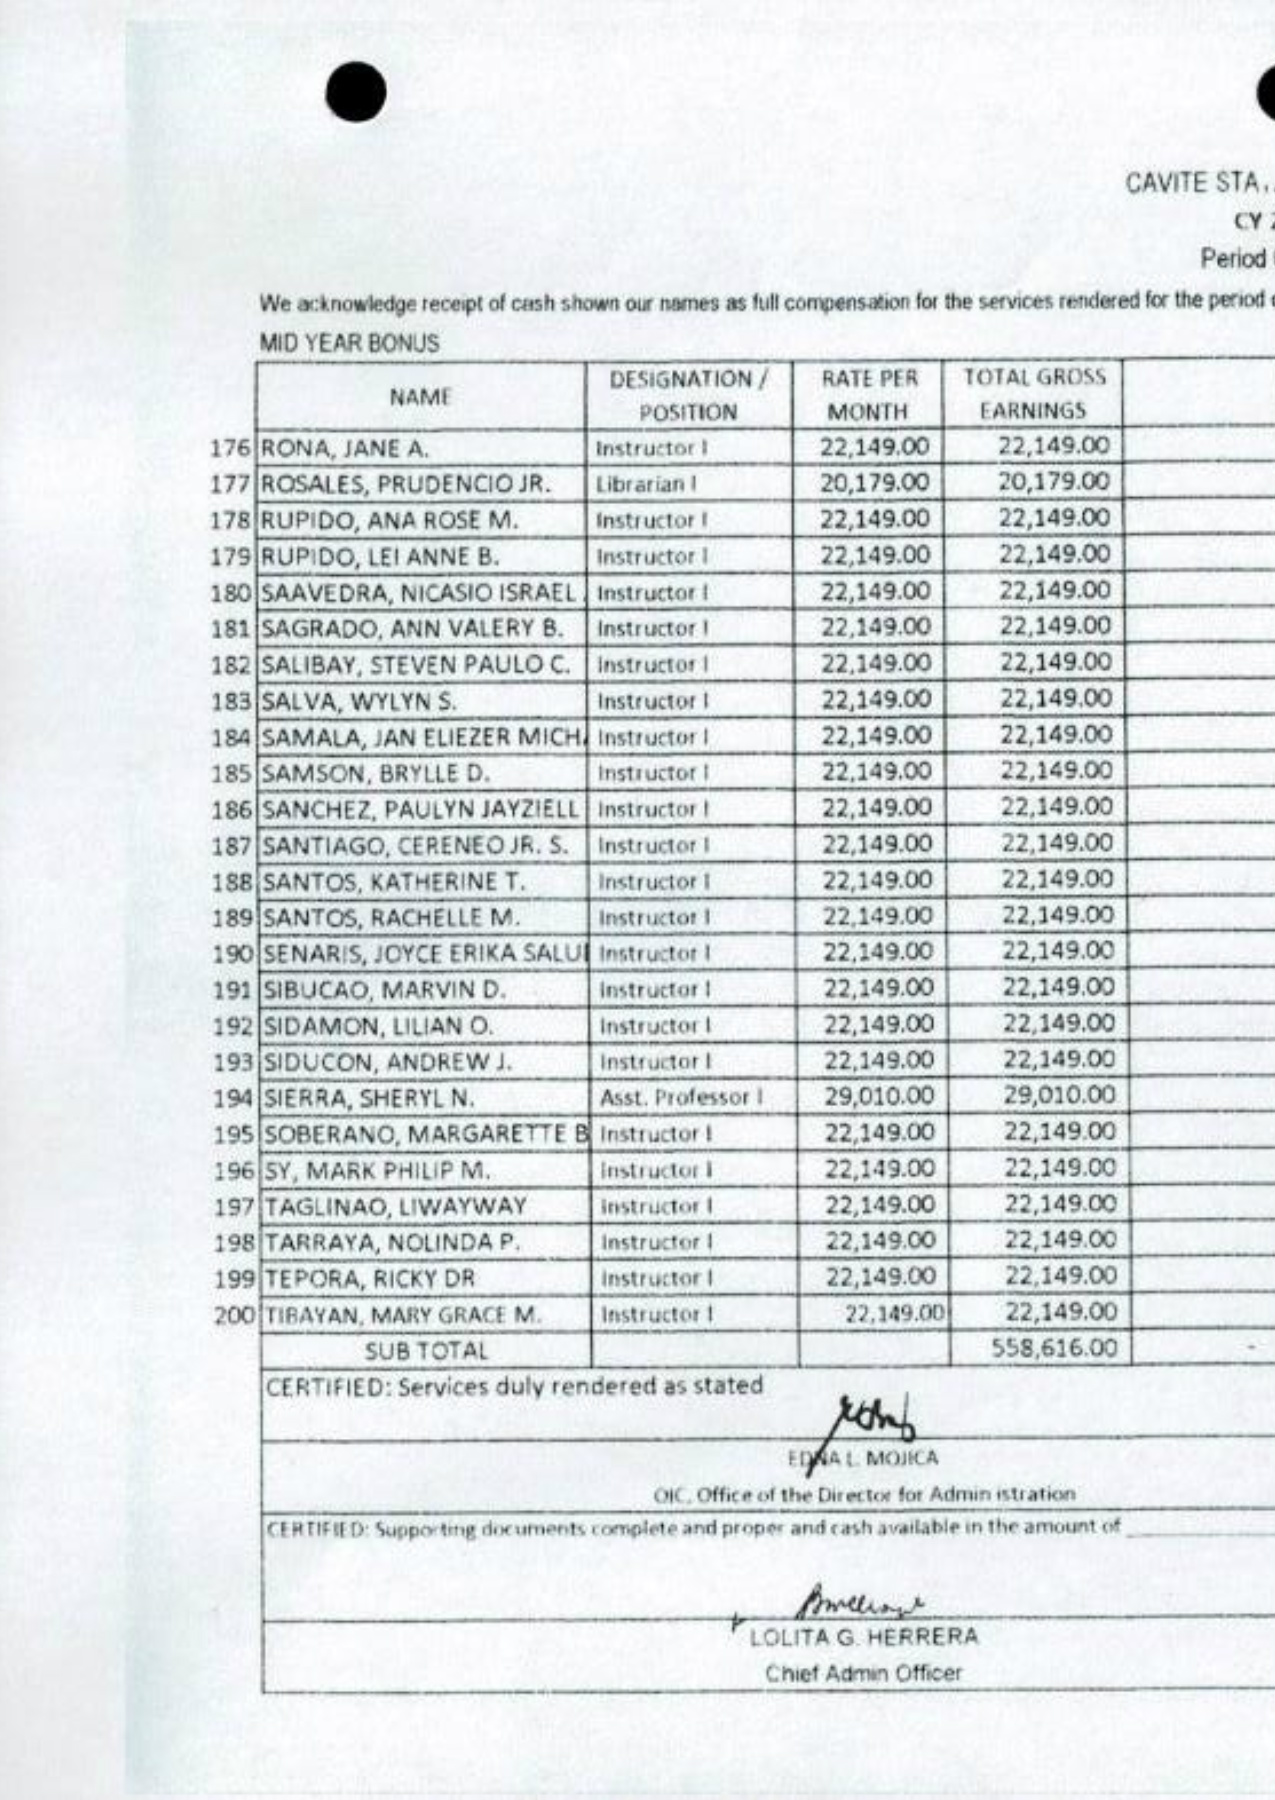 CAVITE STA
CY
Period
We acknowledge receipt of cash shown our names as full compensation for the services rendered for the period
MID YEAR BONUS
NAME DESIGNATION / POSITION RATE PER MONTH TOTAL GROSS EARNINGS
176 RONA, JANE A. Instructor I 22,149.00 22,149.00
177 ROSALES, PRUDENCIO JR. Librarian I 20,179.00 20,179.00
178 RUPIDO, ANA ROSE M. Instructor I 22,149.00 22,149.00
179 RUPIDO, LEI ANNE B. Instructor I 22,149.00 22,149.00
180 SAAVEDRA, NICASIO ISRAEL Instructor I 22,149.00 22,149.00
181 SAGRADO, ANN VALERY B. Instructor I 22,149.00 22,149.00
182 SALIBAY, STEVEN PAULO C. Instructor I 22,149.00 22,149.00
183 SALVA, WYLYN S. Instructor I 22,149.00 22,149.00
184 SAMALA, JAN ELIEZER MICHA Instructor I 22,149.00 22,149.00
185 SAMSON, BRYLLE D. Instructor I 22,149.00 22,149.00
186 SANCHEZ, PAULYN JAYZIELL Instructor I 22,149.00 22,149.00
187 SANTIAGO, CERENEO JR. S. Instructor I 22,149.00 22,149.00
188 SANTOS, KATHERINE T. Instructor I 22,149.00 22,149.00
189 SANTOS, RACHELLE M. Instructor I 22,149.00 22,149.00
190 SENARIS, JOYCE ERIKA SALU Instructor I 22,149.00 22,149.00
191 SIBUCAO, MARVIN D. Instructor I 22,149.00 22,149.00
192 SIDAMON, LILIAN O. Instructor I 22,149.00 22,149.00
193 SIDUCON, ANDREW J. Instructor I 22,149.00 22,149.00
194 SIERRA, SHERYL N. Asst. Professor I 29,010.00 29,010.00
195 SOBERANO, MARGARETTE B Instructor I 22,149.00 22,149.00
196 SY, MARK PHILIP M. Instructor I 22,149.00 22,149.00
197 TAGLINAO, LIWAYWAY Instructor I 22,149.00 22,149.00
198 TARRAYA, NOLINDA P. Instructor I 22,149.00 22,149.00
199 TEPORA, RICKY DR Instructor I 22,149.00 22,149.00
200 TIBAYAN, MARY GRACE M. Instructor I 22,149.00 22,149.00
SUB TOTAL 558,616.00 -
CERTIFIED: Services duly rendered as stated
EDNA L. MOJICA
OIC, Office of the Director for Admin istration
CERTIFIED: Supporting documents complete and proper and cash available in the amount of
LOLITA G. HERRERA
Chief Admin Officer